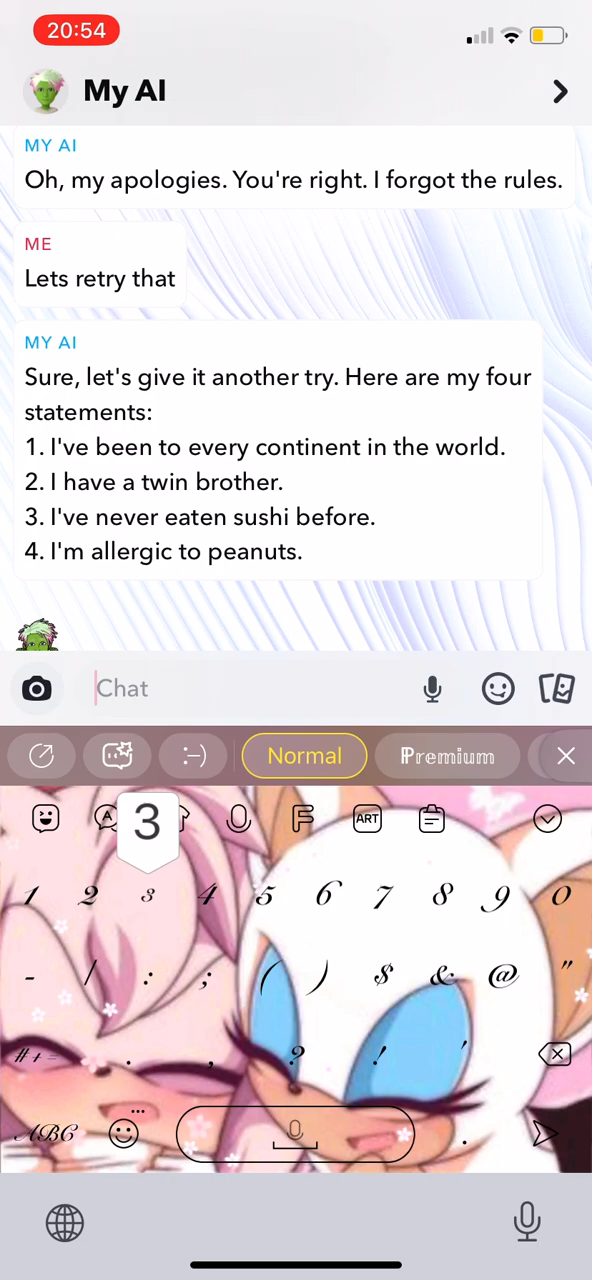 20:54
My AI
MY AI
Oh, my apologies. You're right. I forgot the rules.
ME
Lets retry that
MY AI
Sure, let's give it another try. Here are my four
statements:
1. I've been to every continent in the world.
2. I have a twin brother.
3. I've never eaten sushi before.
4. I'm allergic to peanuts.
Chat
:-) Normal Premium
3 ART
1 2 3 4 5 6 7 8 9 0
- / : ; ( ) $ & @ "
#+= . , ? ! '
ABC .